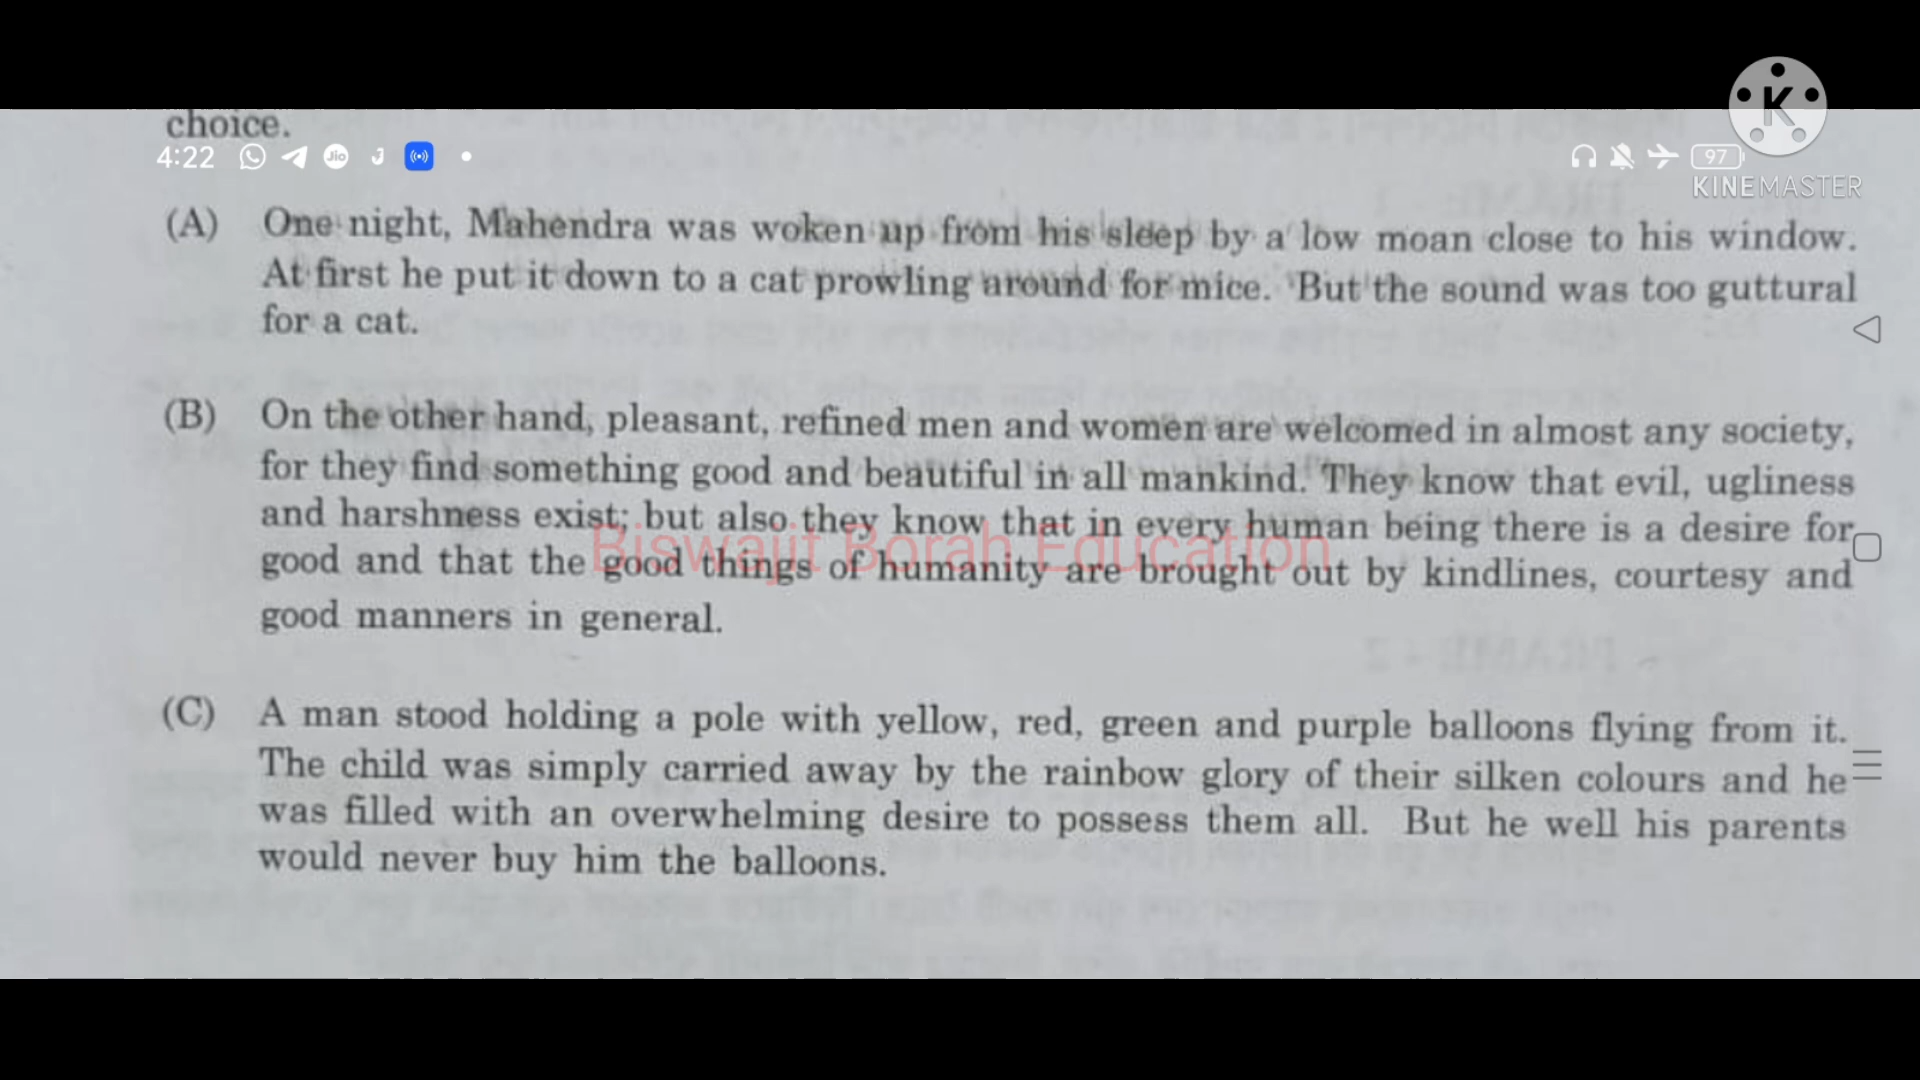 choice.
4:22
97
KINEMASTER
(A) One night, Mahendra was woken up from his sleep by a low moan close to his window.
At first he put it down to a cat prowling around for mice. But the sound was too guttural
for a cat.
(B) On the other hand, pleasant, refined men and women are welcomed in almost any society,
for they find something good and beautiful in all mankind. They know that evil, ugliness
and harshness exist; but also they know that in every human being there is a desire for
Biswajit Borah Education
good and that the good things of humanity are brought out by kindlines, courtesy and
good manners in general.
(C) A man stood holding a pole with yellow, red, green and purple balloons flying from it.
The child was simply carried away by the rainbow glory of their silken colours and he
was filled with an overwhelming desire to possess them all. But he well his parents
would never buy him the balloons.